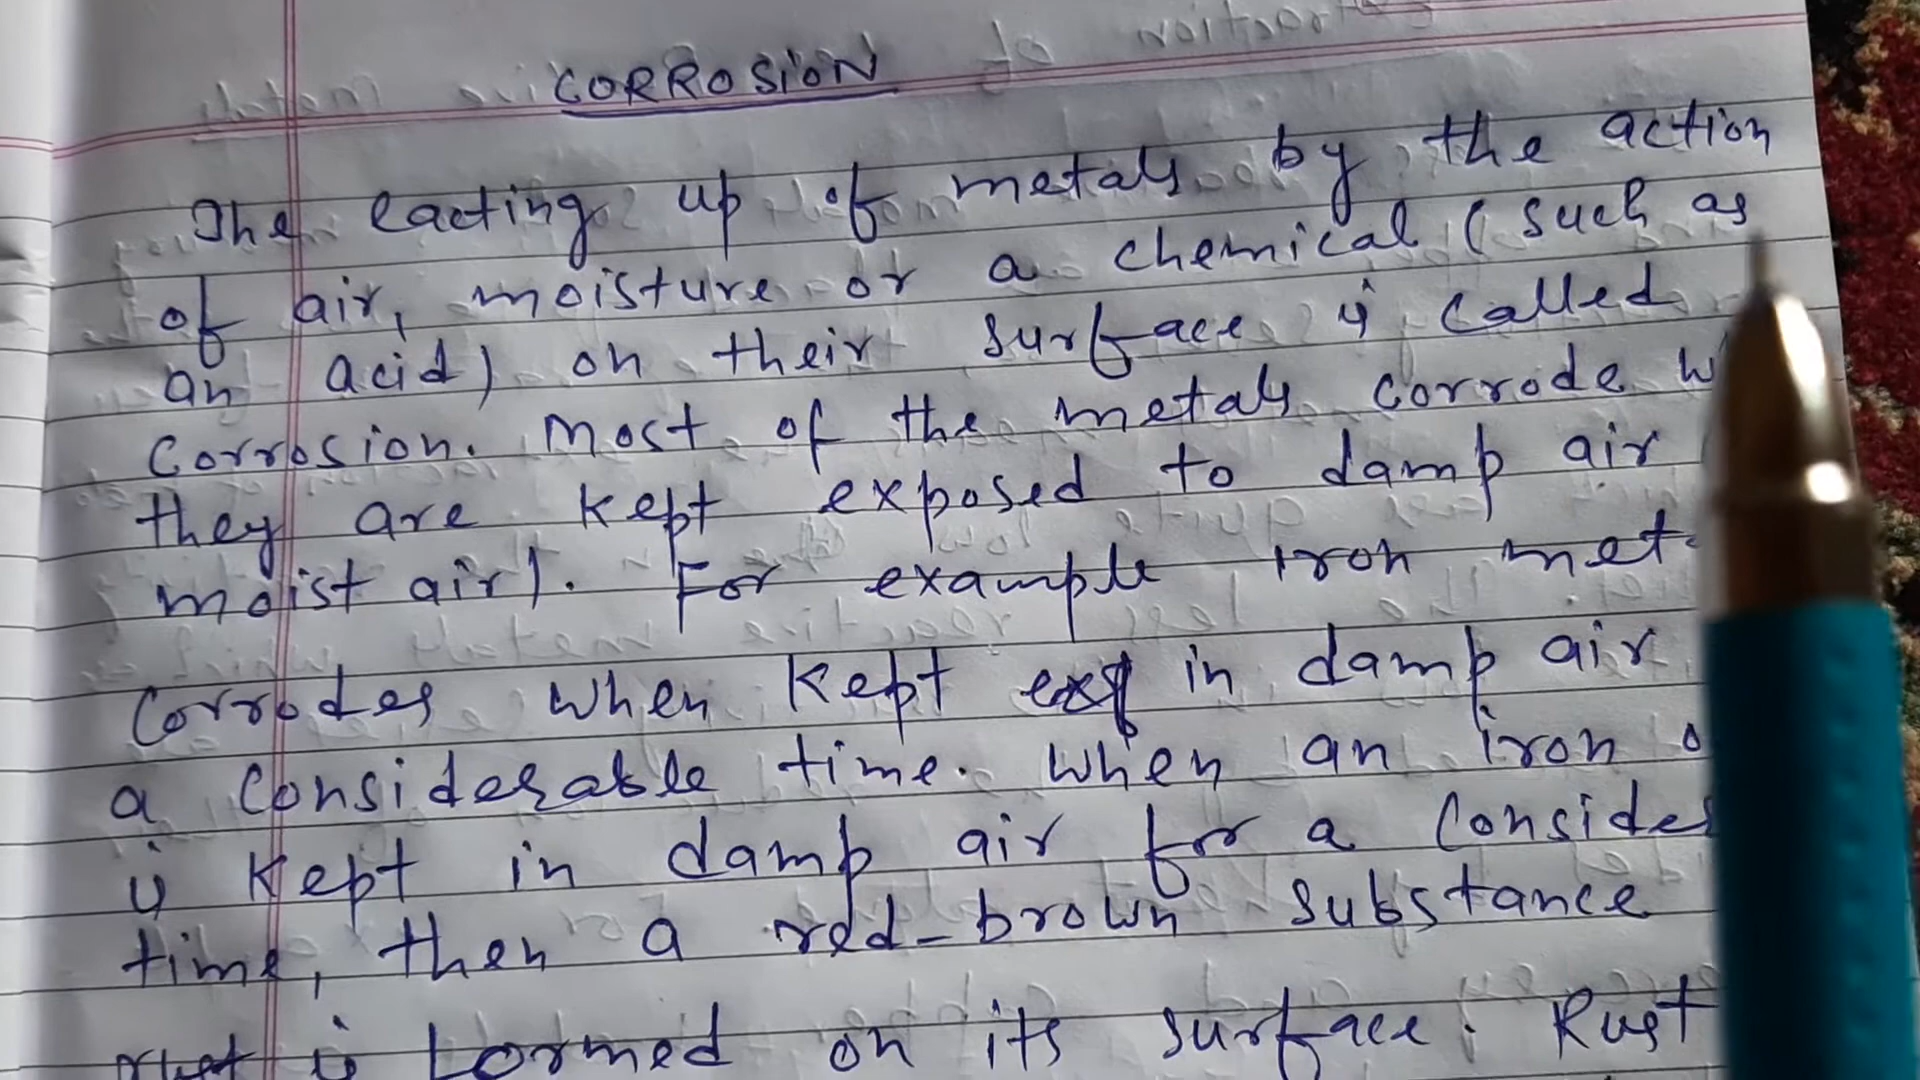 CORROSION
The eacting up of metals by the action
of air, moisture or a chemical (such as
an acid) on their surface is called
corrosion. Most of the metals corrode
they are kept exposed to damp air
moist air). For example iron
corrodes when kept in damp air
a considerable time. When an iron
is kept in damp air for a
time, then a red-brown substance
rust is formed on its surface. Rust